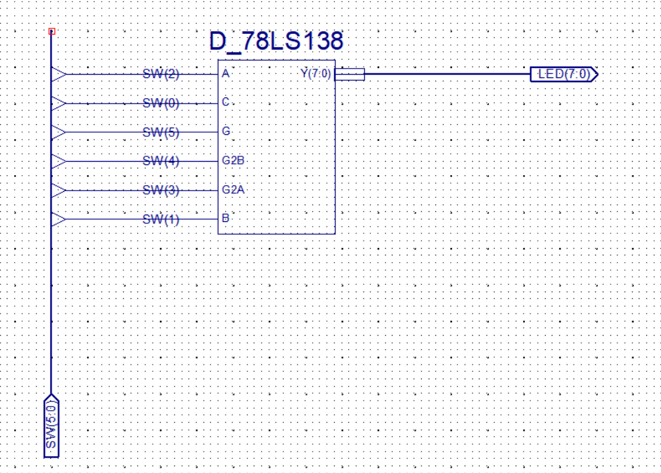 D_78LS138
SW(2) A Y(7:0) LED(7:0)
SW(0) C
SW(5) G
SW(4) G2B
SW(3) G2A
SW(1) B
SW(5:0)